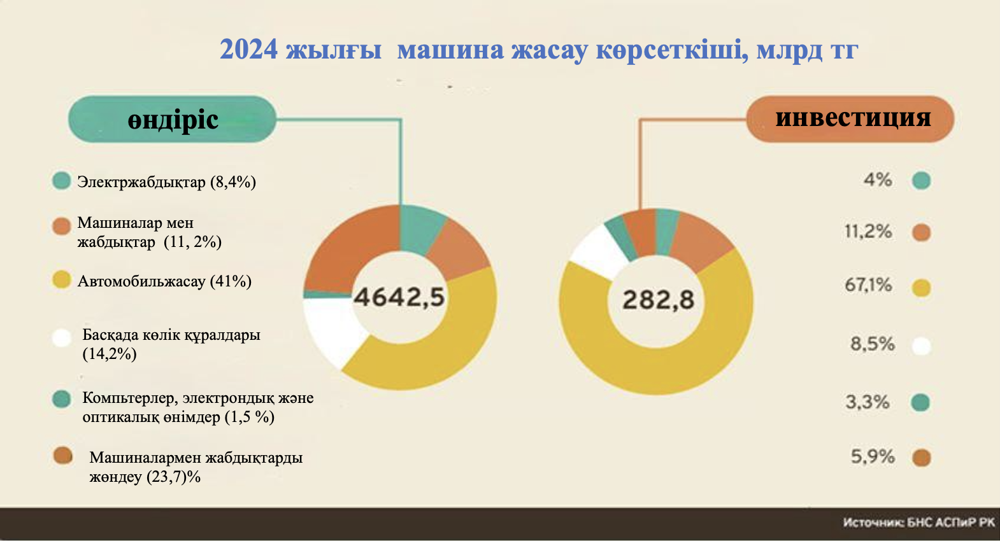 2024 жылғы машина жасау көрсеткіші, млрд тг
өндіріс
инвестиция
Электржабдықтар (8,4%)
Машиналар мен
жабдықтар (11, 2%)
Автомобильжасау (41%)
Басқада көлік құралдары
(14,2%)
Компьтерлер, электрондық және
оптикалық өнімдер (1,5 %)
Машиналармен жабдықтарды
жөндеу (23,7)%
4642,5
282,8
4%
11,2%
67,1%
8,5%
3,3%
5,9%
Источник: БНС АСПиР РК